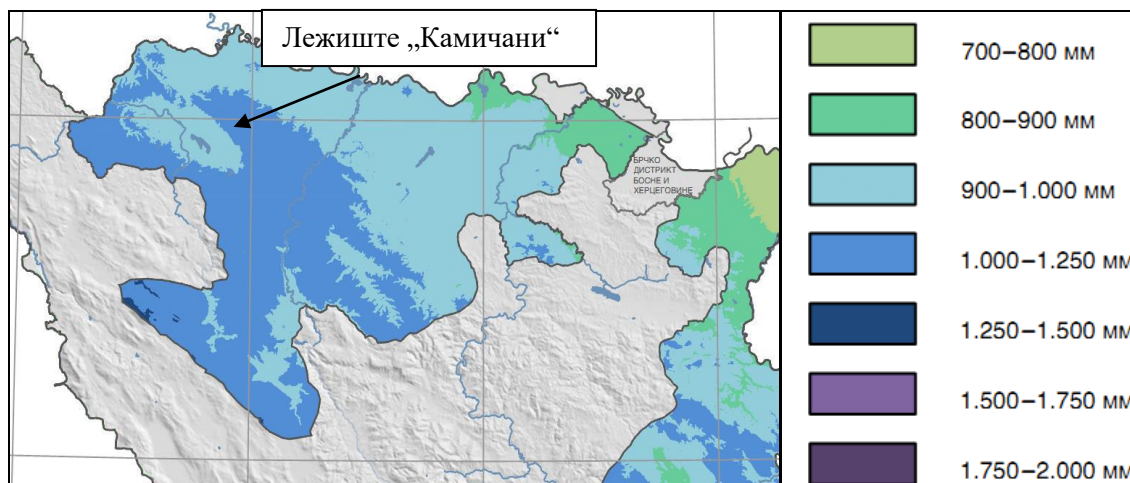 Лежиште „Камичани“
БРЧКО
ДИСТРИКТ
БОСНЕ И
ХЕРЦЕГОВИНЕ
700–800 мм
800–900 мм
900–1.000 мм
1.000–1.250 мм
1.250–1.500 мм
1.500–1.750 мм
1.750–2.000 мм